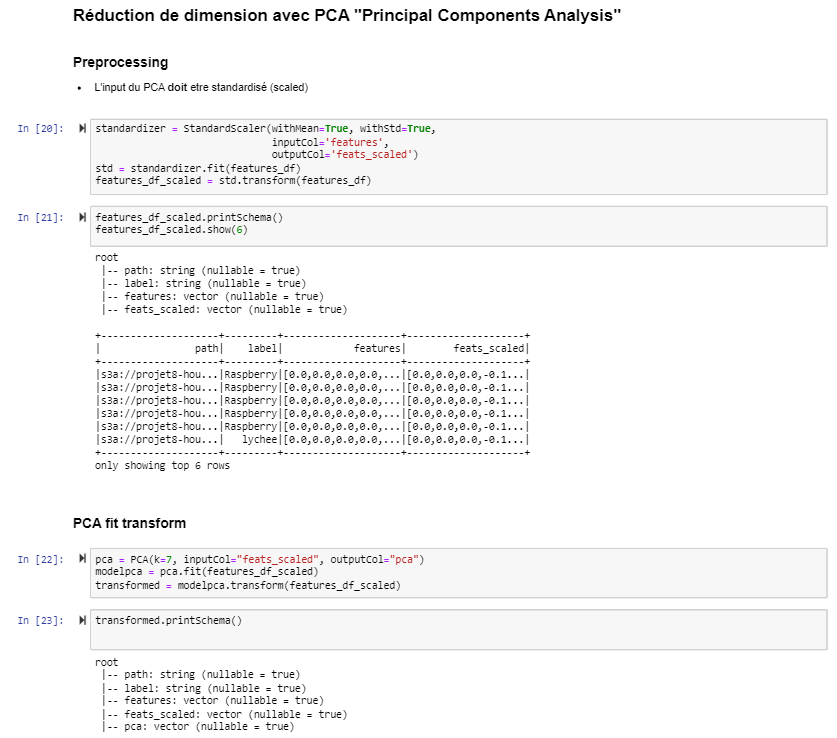 Réduction de dimension avec PCA "Principal Components Analysis"
Preprocessing
• L'input du PCA doit etre standardisé (scaled)
In [20]: standardizer = StandardScaler(withMean=True, withStd=True,
inputCol='features',
outputCol='feats_scaled')
std = standardizer.fit(features_df)
features_df_scaled = std.transform(features_df)
In [21]: features_df_scaled.printSchema()
features_df_scaled.show(6)
root
|-- path: string (nullable = true)
|-- label: string (nullable = true)
|-- features: vector (nullable = true)
|-- feats_scaled: vector (nullable = true)
+--------------------+---------+--------------------+--------------------+
|                path|    label|            features|        feats_scaled|
+--------------------+---------+--------------------+--------------------+
|s3a://projet8-hou...|Raspberry|[0.0,0.0,0.0,0.0,...|[0.0,0.0,0.0,-0.1...|
|s3a://projet8-hou...|Raspberry|[0.0,0.0,0.0,0.0,...|[0.0,0.0,0.0,-0.1...|
|s3a://projet8-hou...|Raspberry|[0.0,0.0,0.0,0.0,...|[0.0,0.0,0.0,-0.1...|
|s3a://projet8-hou...|Raspberry|[0.0,0.0,0.0,0.0,...|[0.0,0.0,0.0,-0.1...|
|s3a://projet8-hou...|Raspberry|[0.0,0.0,0.0,0.0,...|[0.0,0.0,0.0,-0.1...|
|s3a://projet8-hou...|   lychee|[0.0,0.0,0.0,0.0,...|[0.0,0.0,0.0,-0.1...|
+--------------------+---------+--------------------+--------------------+
only showing top 6 rows
PCA fit transform
In [22]: pca = PCA(k=7, inputCol="feats_scaled", outputCol="pca")
modelpca = pca.fit(features_df_scaled)
transformed = modelpca.transform(features_df_scaled)
In [23]: transformed.printSchema()
root
|-- path: string (nullable = true)
|-- label: string (nullable = true)
|-- features: vector (nullable = true)
|-- feats_scaled: vector (nullable = true)
|-- pca: vector (nullable = true)